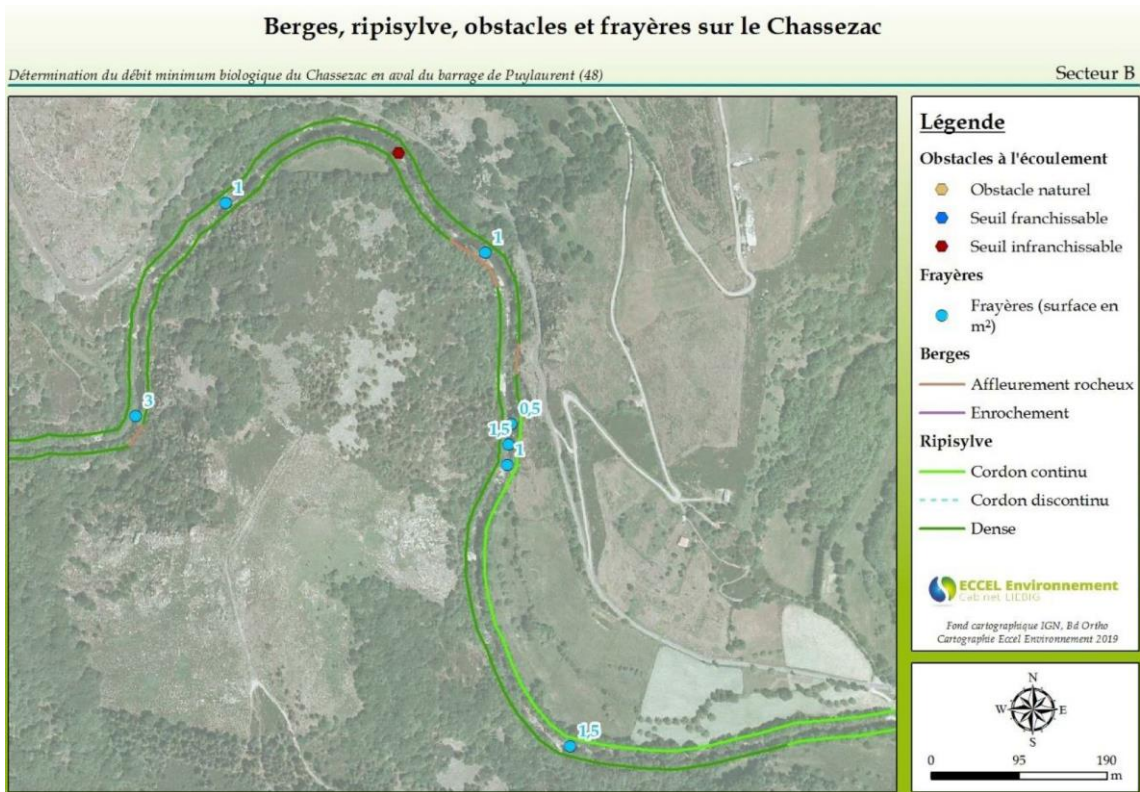 Berges, ripisylve, obstacles et frayères sur le Chassezac
Détermination du débit minimum biologique du Chassezac en aval du barrage de Puylaurent (48)
Secteur B
1
1
3
0,5
1,5
1
1,5
Légende
Obstacles à l'écoulement
Obstacle naturel
Seuil franchissable
Seuil infranchissable
Frayères
Frayères (surface en
m²)
Berges
Affleurement rocheux
Enrochement
Ripisylve
Cordon continu
Cordon discontinu
Dense
ECCEL Environnement
Cabinet LIEBIG
Fond cartographique IGN, Bd Ortho
Cartographie Eccel Environnement 2019
N
W
E
S
0
95
190
m